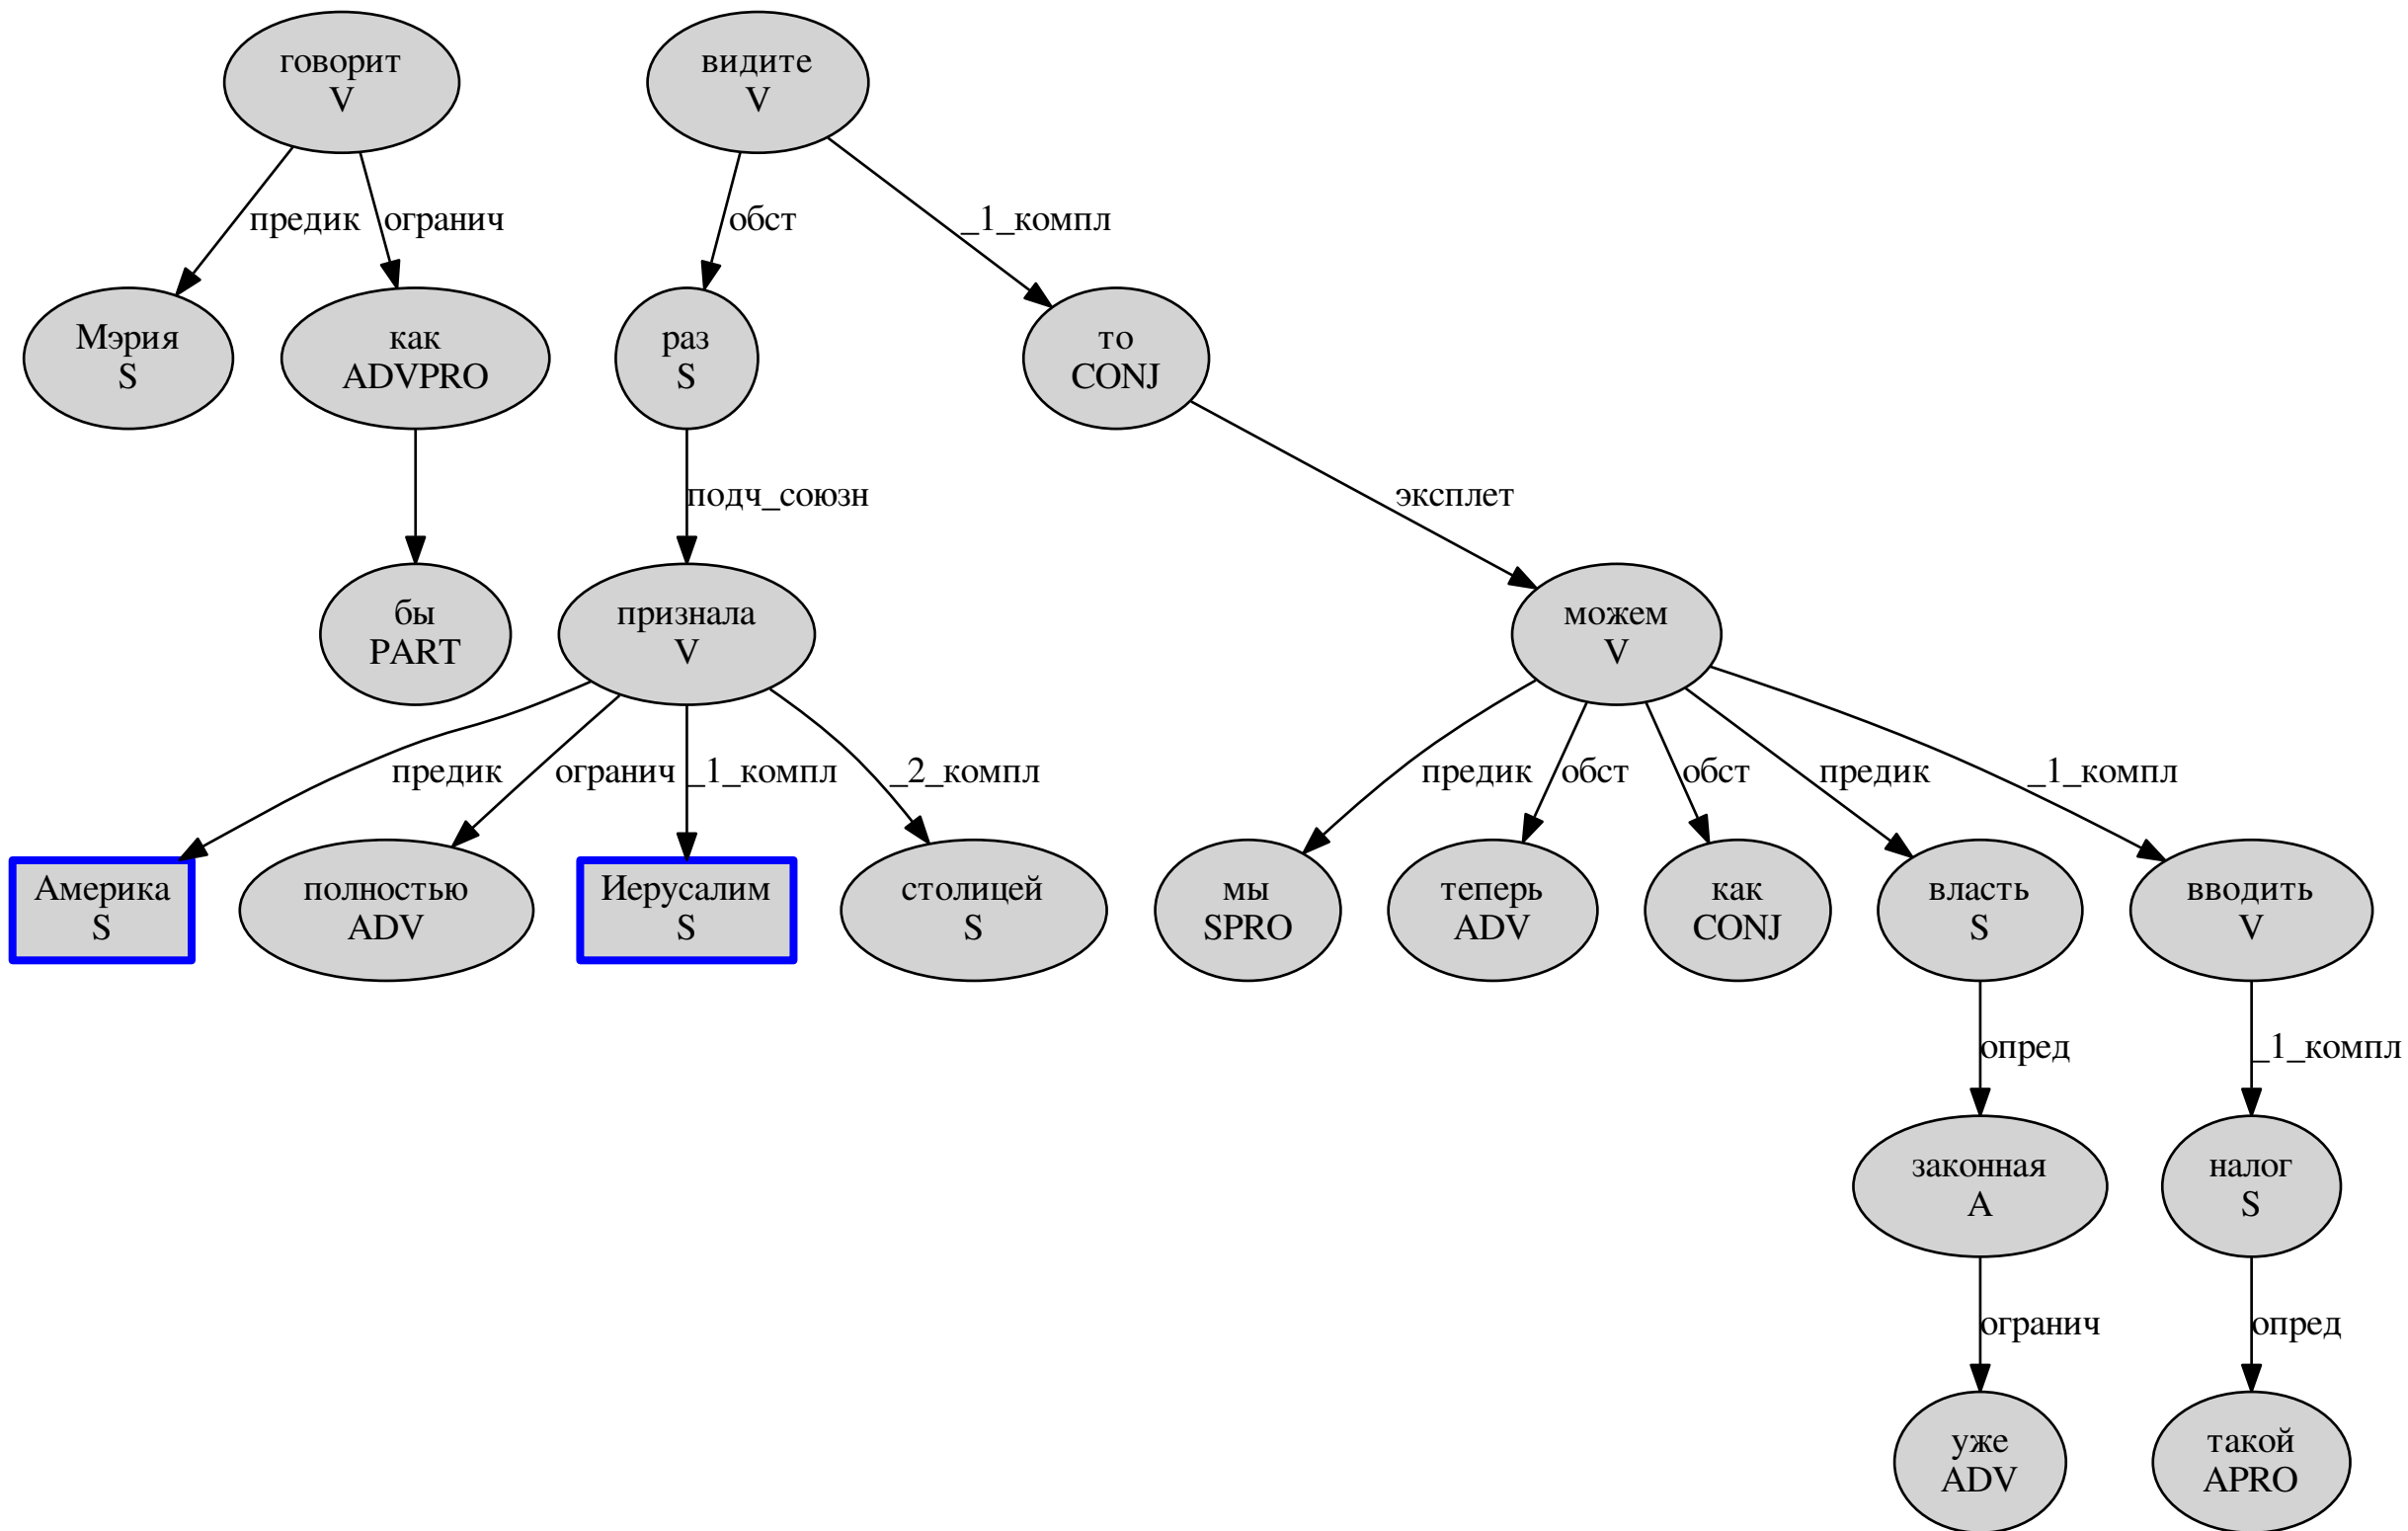 говорит
V
видите
V
предик
огранич
обст
_1_компл
Мэрия
S
как
ADVPRO
раз
S
то
CONJ
подч_союзн
эксплет
бы
PART
признала
V
можем
V
предик
огранич
_1_компл
_2_компл
предик
обст
обст
предик
_1_компл
Америка
S
полностью
ADV
Иерусалим
S
столицей
S
мы
SPRO
теперь
ADV
как
CONJ
власть
S
вводить
V
опред
_1_компл
законная
A
налог
S
огранич
опред
уже
ADV
такой
APRO